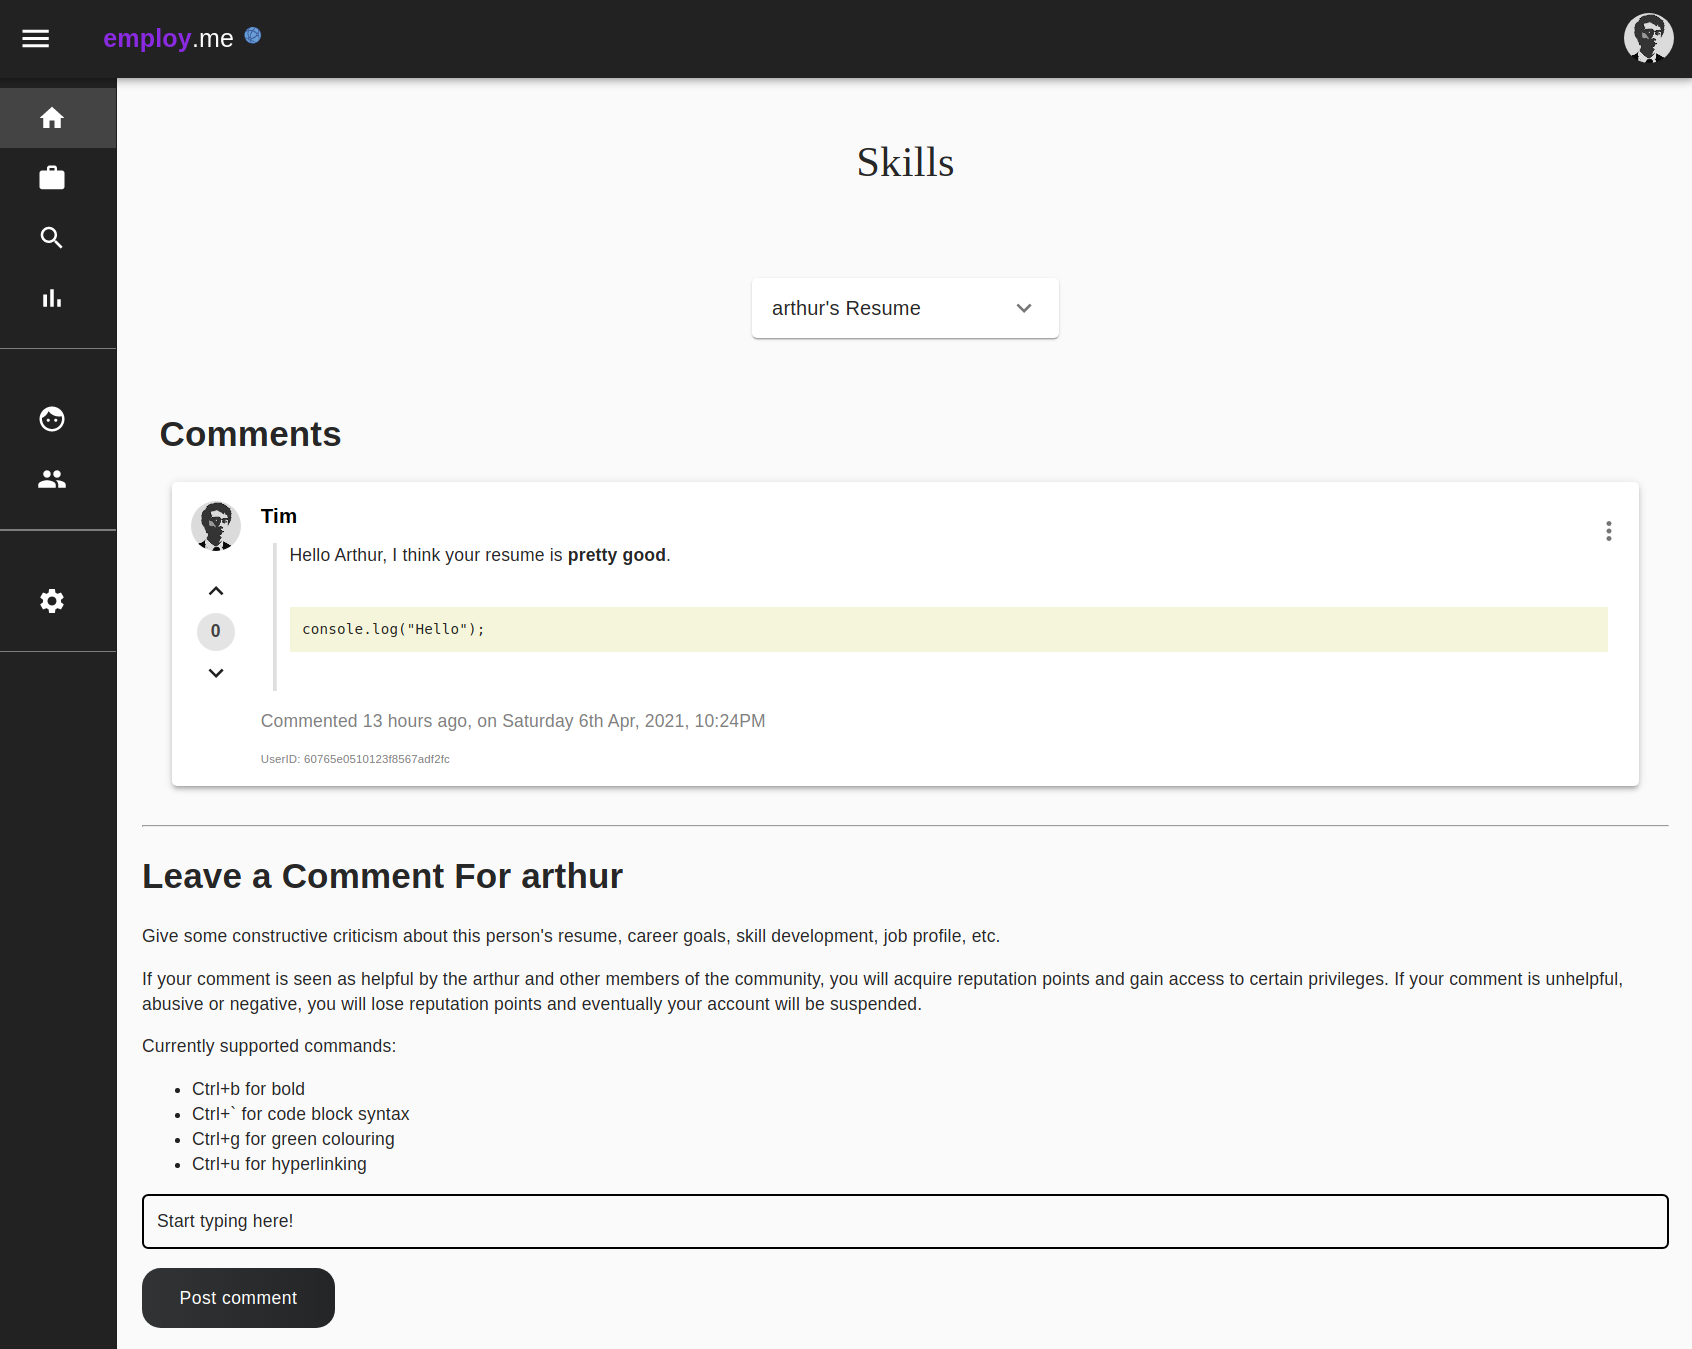 employ.me
Skills
arthur's Resume
Comments
Tim
Hello Arthur, I think your resume is pretty good.
0
console.log("Hello");
Commented 13 hours ago, on Saturday 6th Apr, 2021, 10:24PM
UserID: 60765e0510123f8567adf2fc
Leave a Comment For arthur
Give some constructive criticism about this person's resume, career goals, skill development, job profile, etc.
If your comment is seen as helpful by the arthur and other members of the community, you will acquire reputation points and gain access to certain privileges. If your comment is unhelpful,
abusive or negative, you will lose reputation points and eventually your account will be suspended.
Currently supported commands:
• Ctrl+b for bold
• Ctrl+` for code block syntax
• Ctrl+g for green colouring
• Ctrl+u for hyperlinking
Start typing here!
Post comment